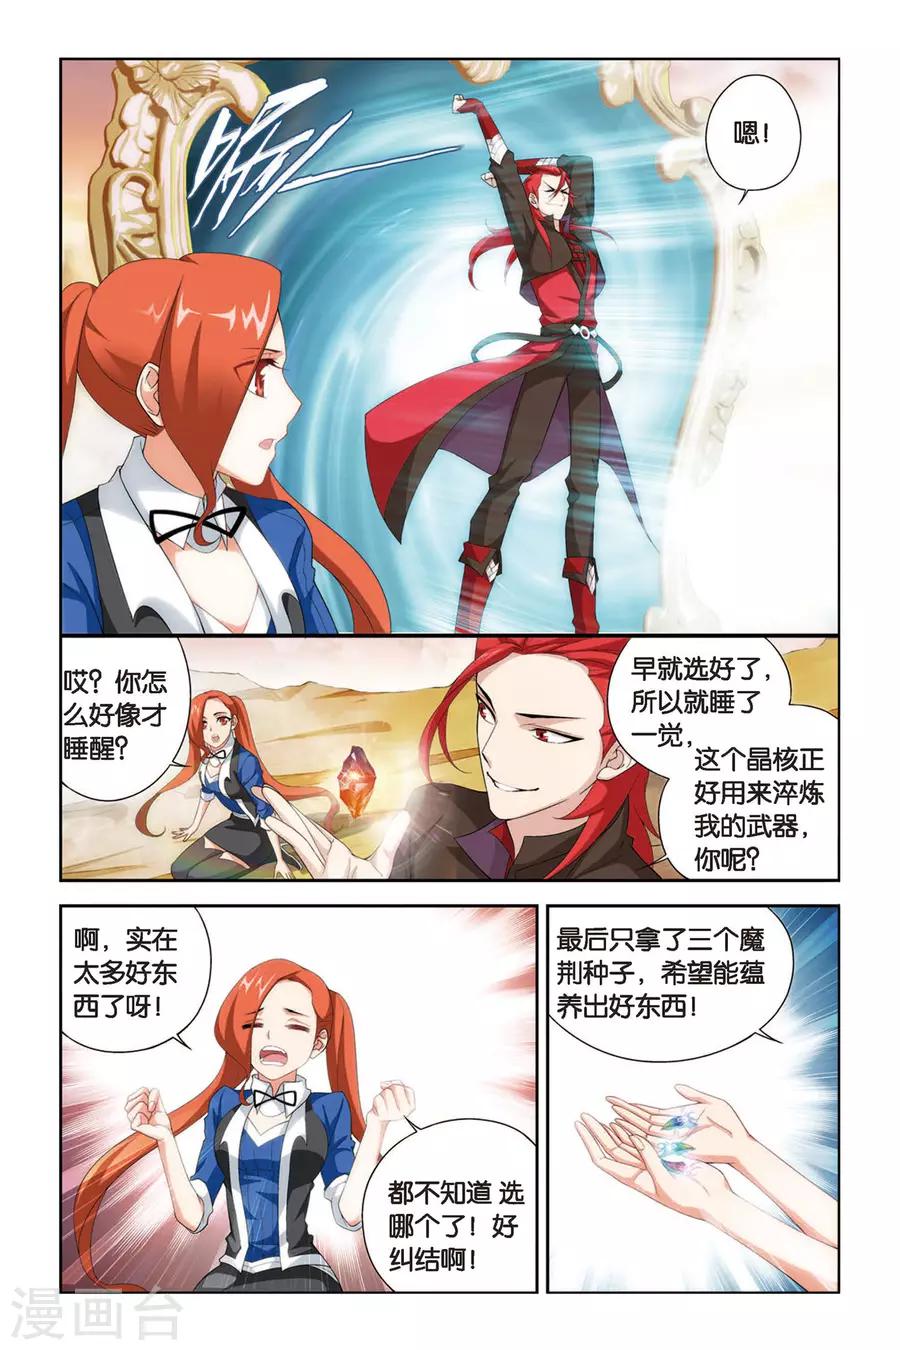 嗯！
哎？你怎
么好像才
睡醒？
早就选好了，
所以就睡了
一觉，
这个晶核正
好用来淬炼
我的武器，
你呢？
啊，实在
太多好东
西了呀！
都不知道 选
哪个了！好
纠结啊！
最后只拿了三个魔
荆种子，希望能蕴
养出好东西！
漫画台